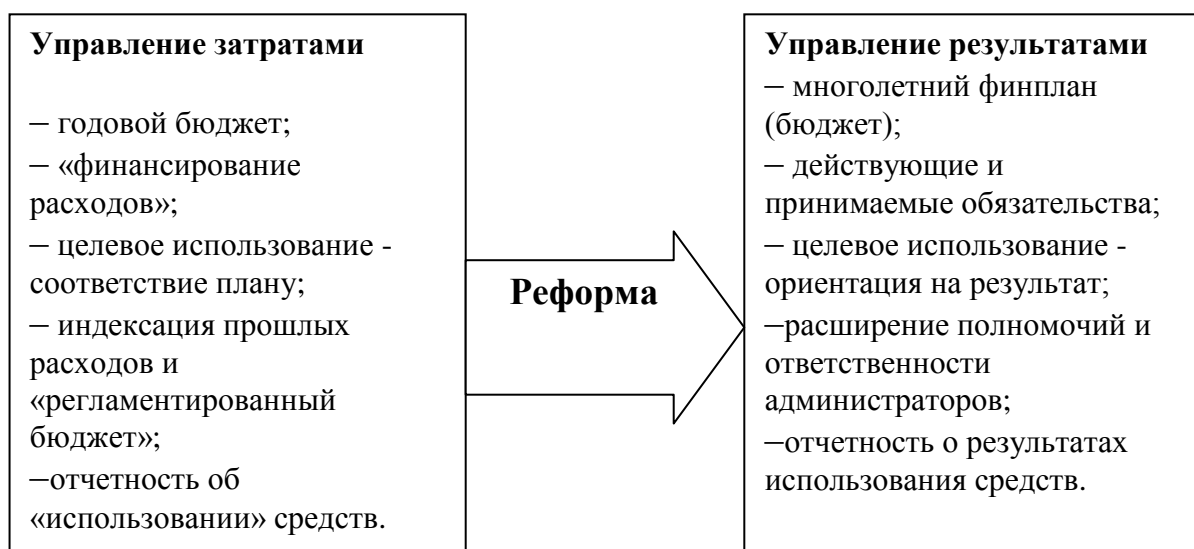 Управление затратами
– годовой бюджет;
– «финансирование
расходов»;
– целевое использование -
соответствие плану;
– индексация прошлых
расходов и
«регламентированный
бюджет»;
–отчетность об
«использовании» средств.
Реформа
Управление результатами
– многолетний финплан
(бюджет);
– действующие и
принимаемые обязательства;
– целевое использование -
ориентация на результат;
–расширение полномочий и
ответственности
администраторов;
–отчетность о результатах
использования средств.